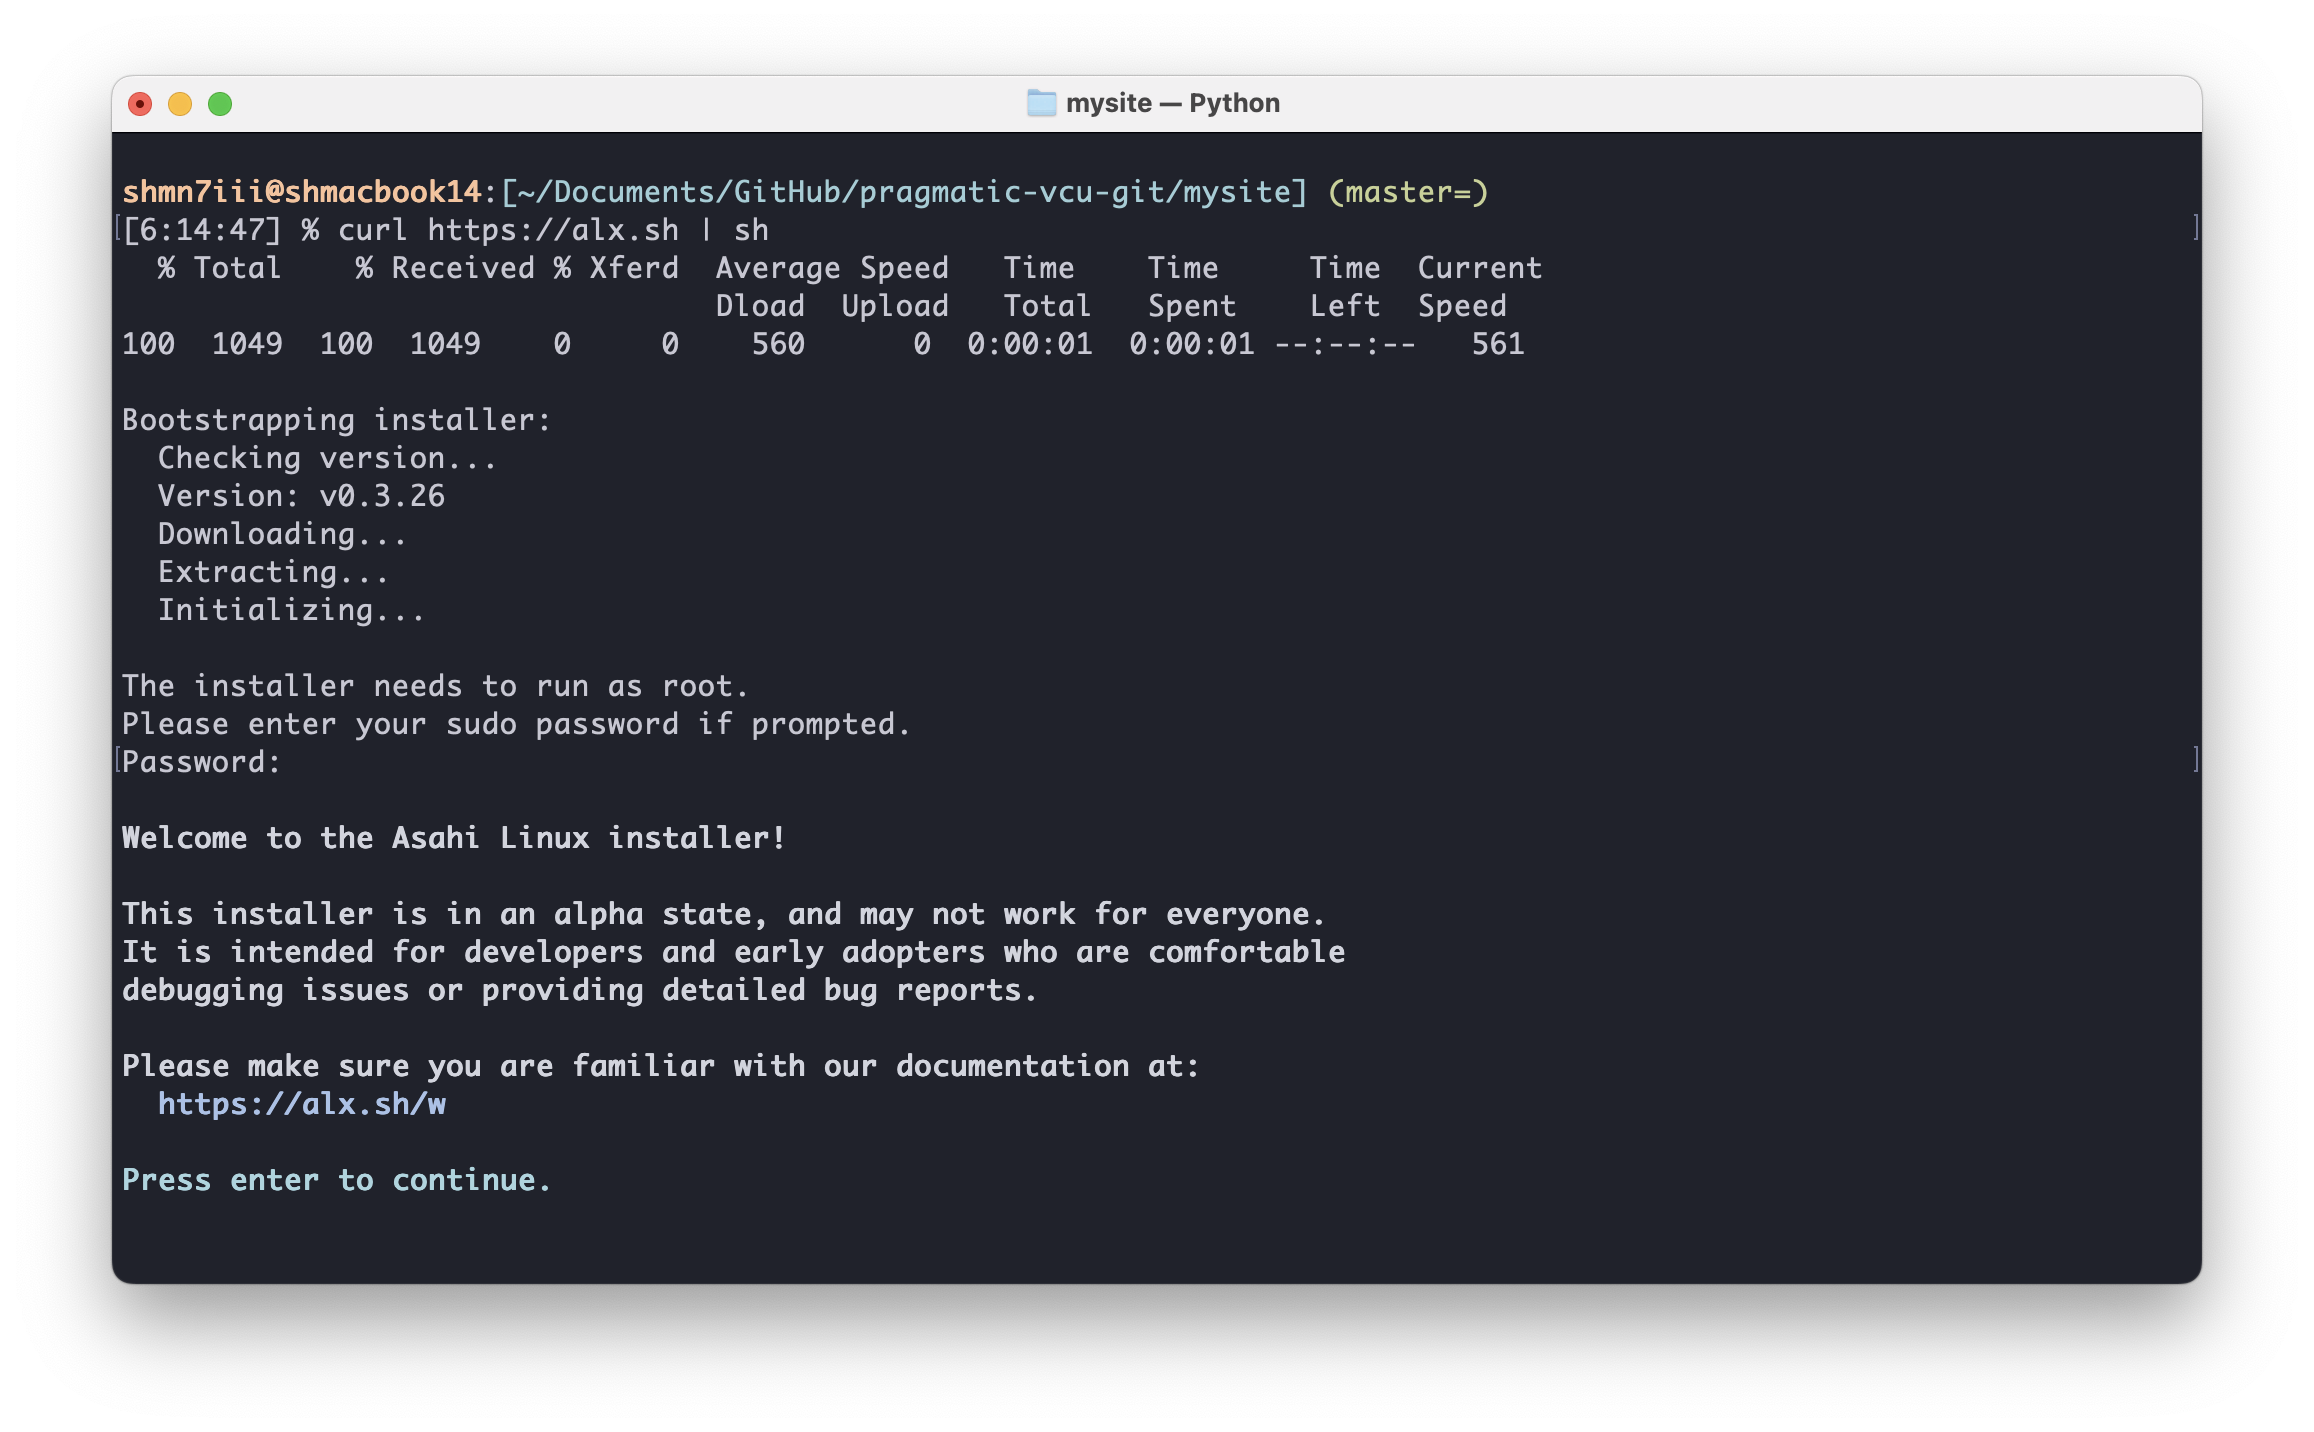 mysite — Python
shmn7iii@shmacbook14:[~/Documents/GitHub/pragmatic-vcu-git/mysite] (master=)
[[6:14:47] % curl https://alx.sh | sh ]
  % Total    % Received % Xferd  Average Speed   Time    Time     Time  Current
                                 Dload  Upload   Total   Spent    Left  Speed
100  1049  100  1049    0     0    560      0  0:00:01  0:00:01 --:--:--   561
Bootstrapping installer:
  Checking version...
  Version: v0.3.26
  Downloading...
  Extracting...
  Initializing...
The installer needs to run as root.
Please enter your sudo password if prompted.
[Password: ]
Welcome to the Asahi Linux installer!
This installer is in an alpha state, and may not work for everyone.
It is intended for developers and early adopters who are comfortable
debugging issues or providing detailed bug reports.
Please make sure you are familiar with our documentation at:
  https://alx.sh/w
Press enter to continue.